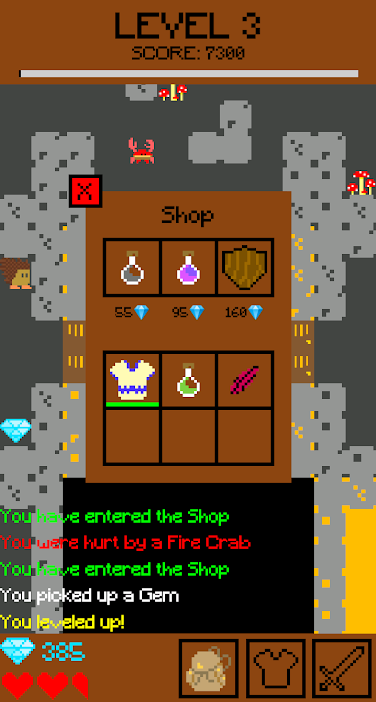 LEVEL 3
SCORE: 7300
X
Shop
55 95 160
You have entered the Shop
You were hurt by a Fire Crab
You have entered the Shop
You picked up a Gem
You leveled up!
385